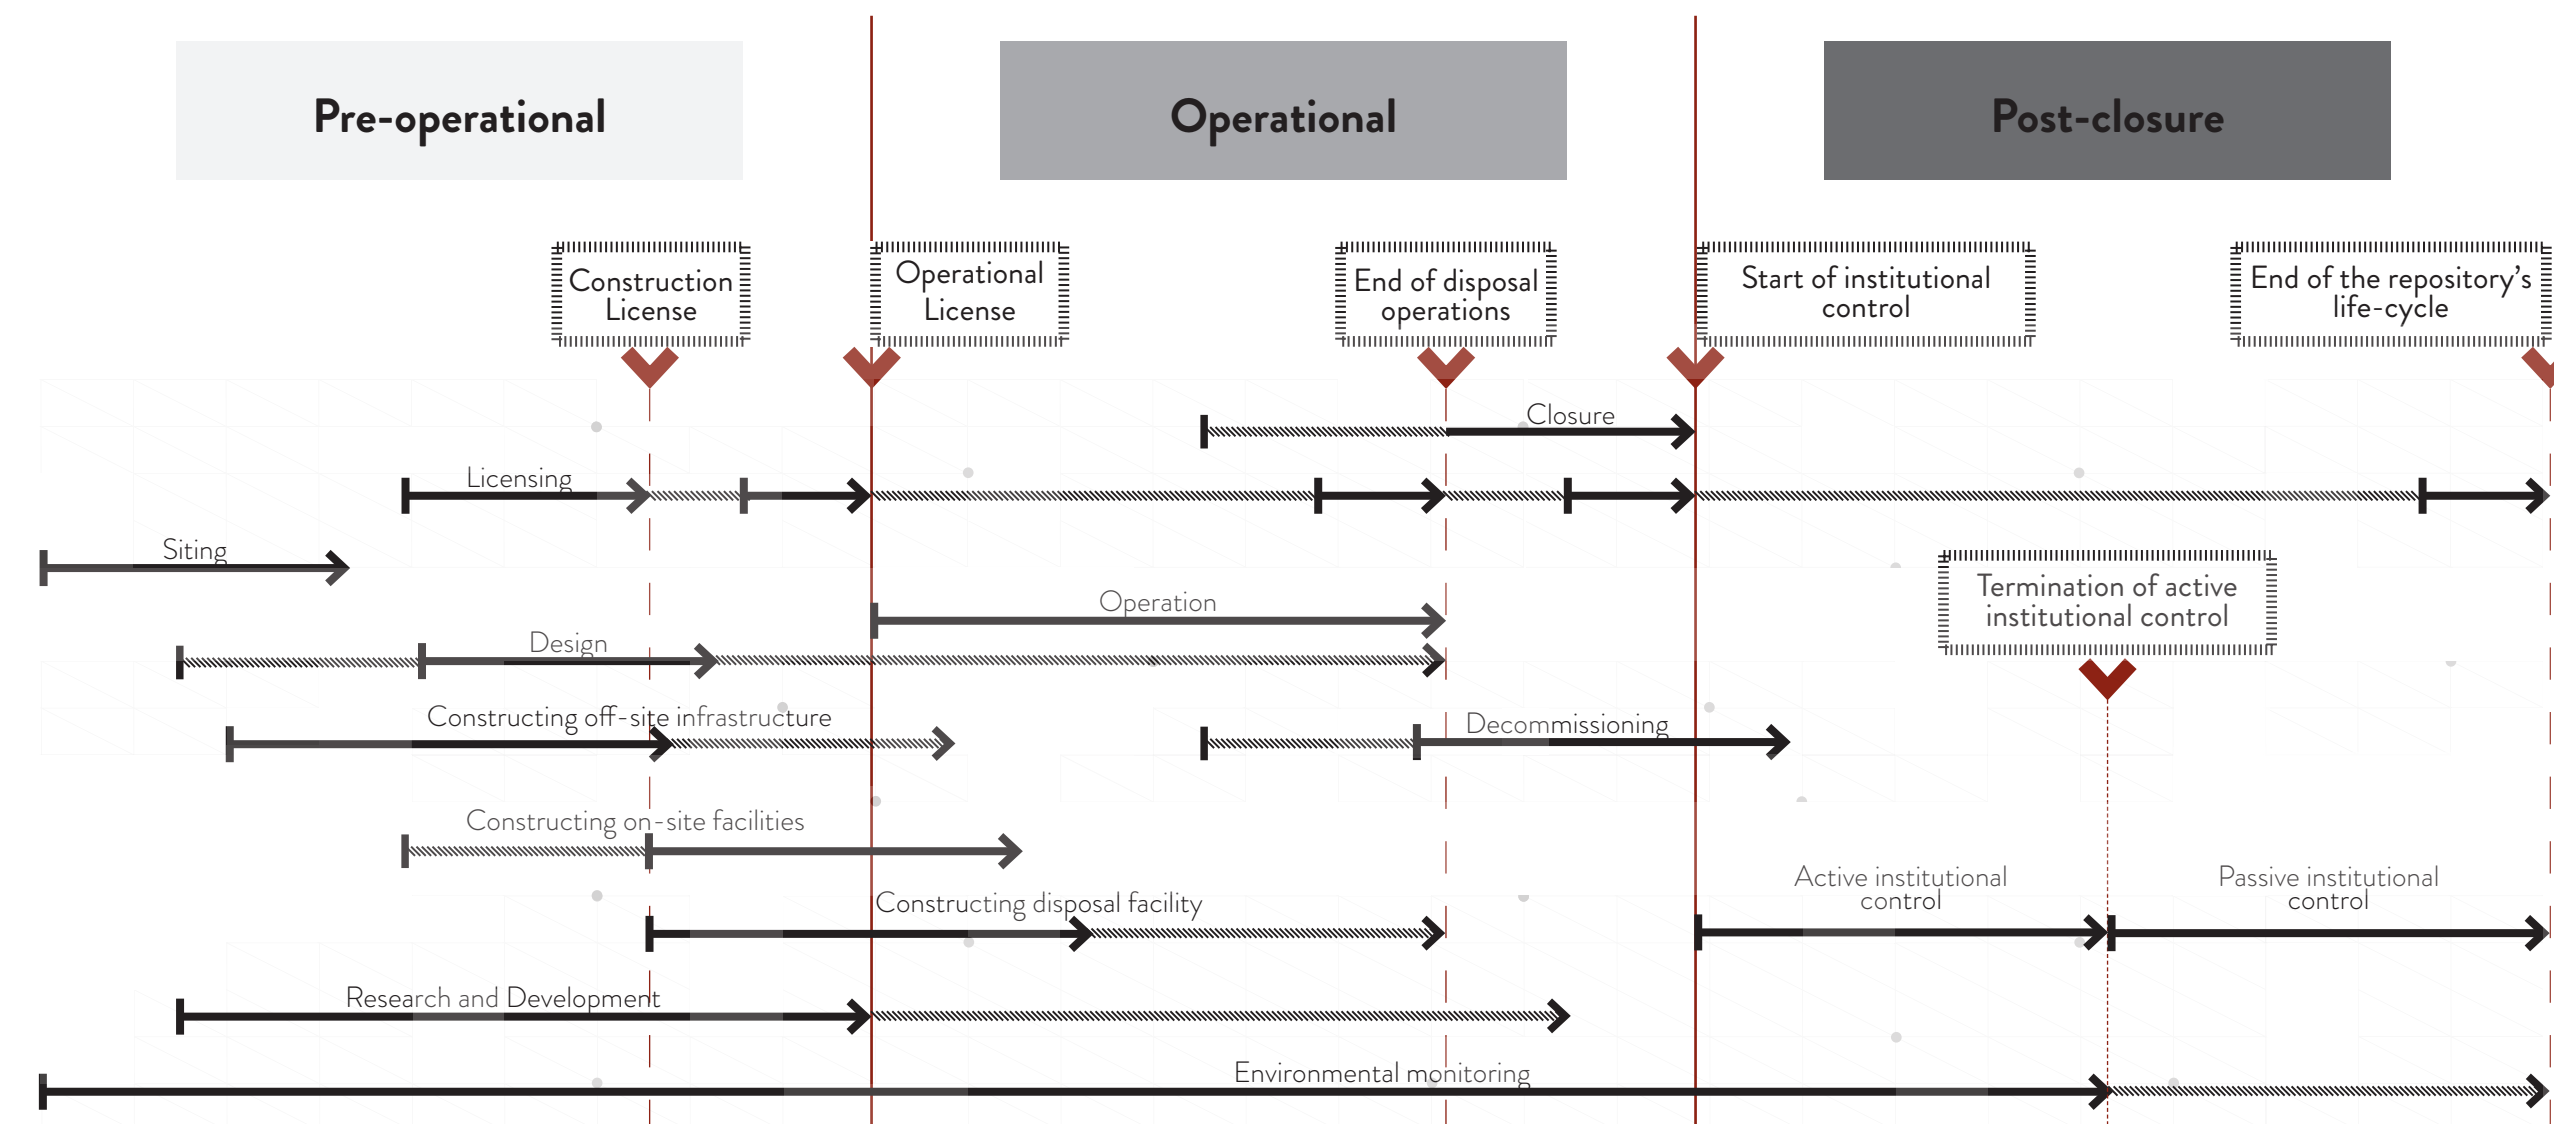 Pre-operational
Operational
Post-closure
Construction
License
Operational
License
End of disposal
operations
Start of institutional
control
End of the repository's
life-cycle
Closure
Licensing
Siting
Termination of active
institutional control
Operation
Design
Constructing off-site infrastructure
Decommissioning
Constructing on-site facilities
Active institutional
control
Passive institutional
control
Constructing disposal facility
Research and Development
Environmental monitoring